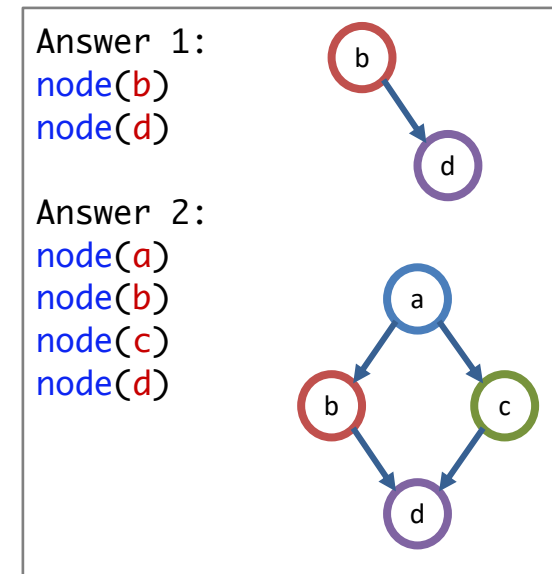 Answer 1:
node(b)
node(d)
b
d
Answer 2:
node(a)
node(b)
node(c)
node(d)
a
b
c
d